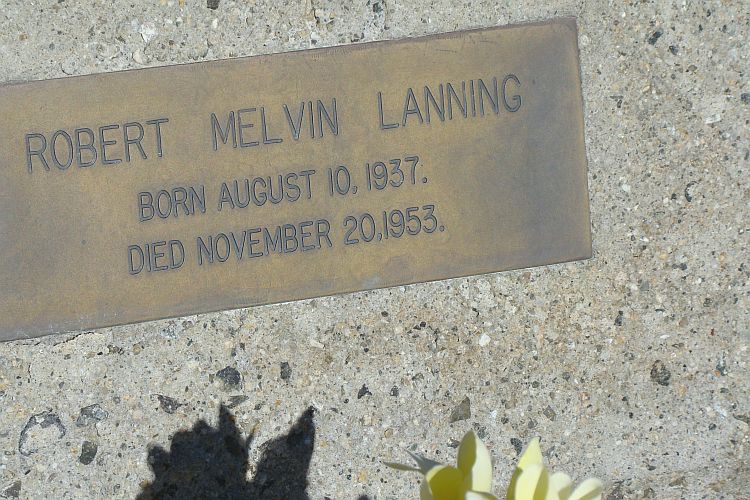 ROBERT MELVIN LANNING
BORN AUGUST 10, 1937.
DIED NOVEMBER 20,1953.